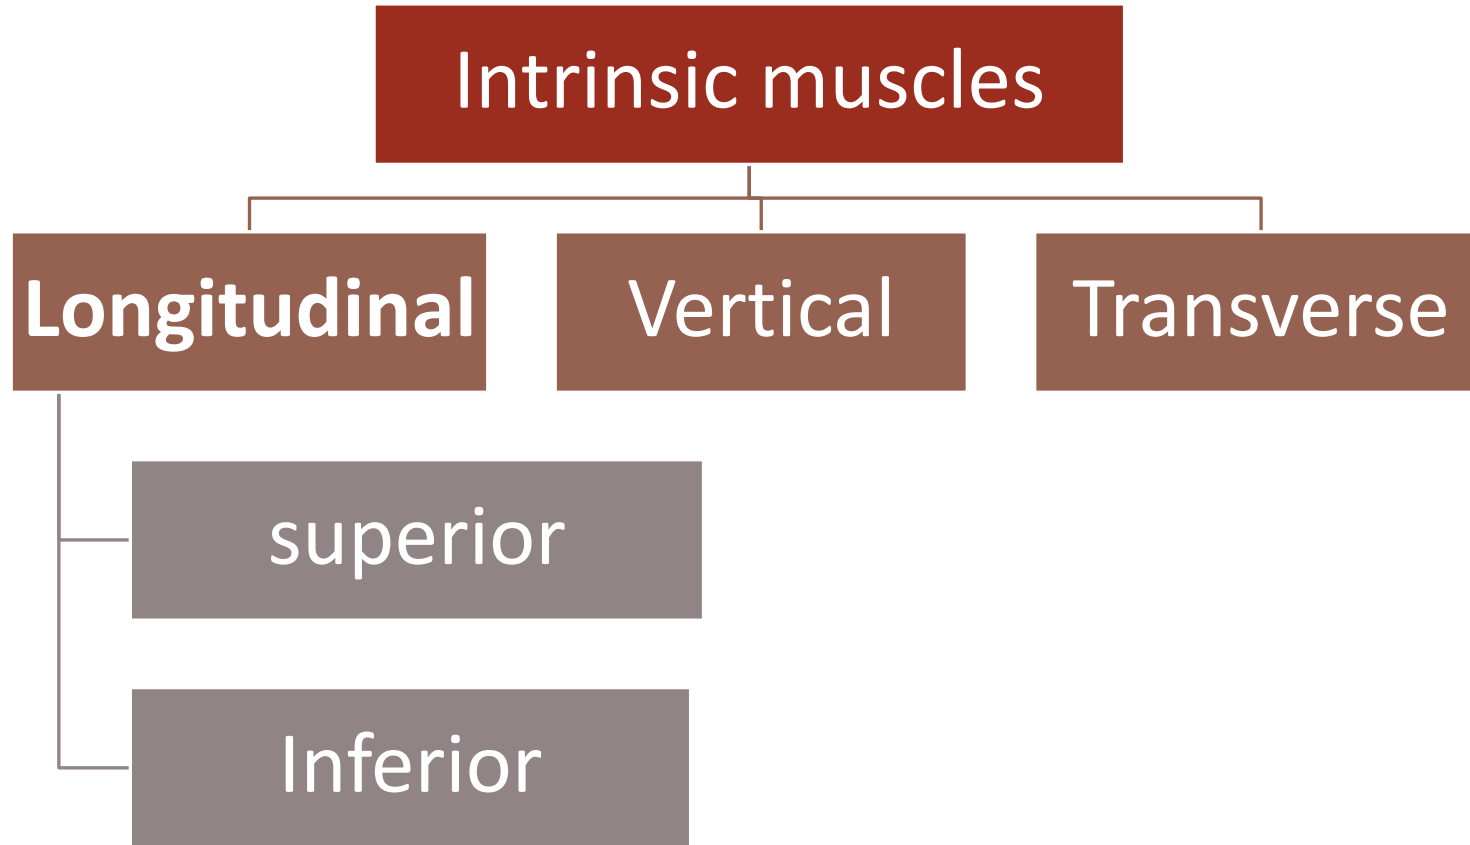 Intrinsic muscles
Longitudinal
Vertical
Transverse
superior
Inferior